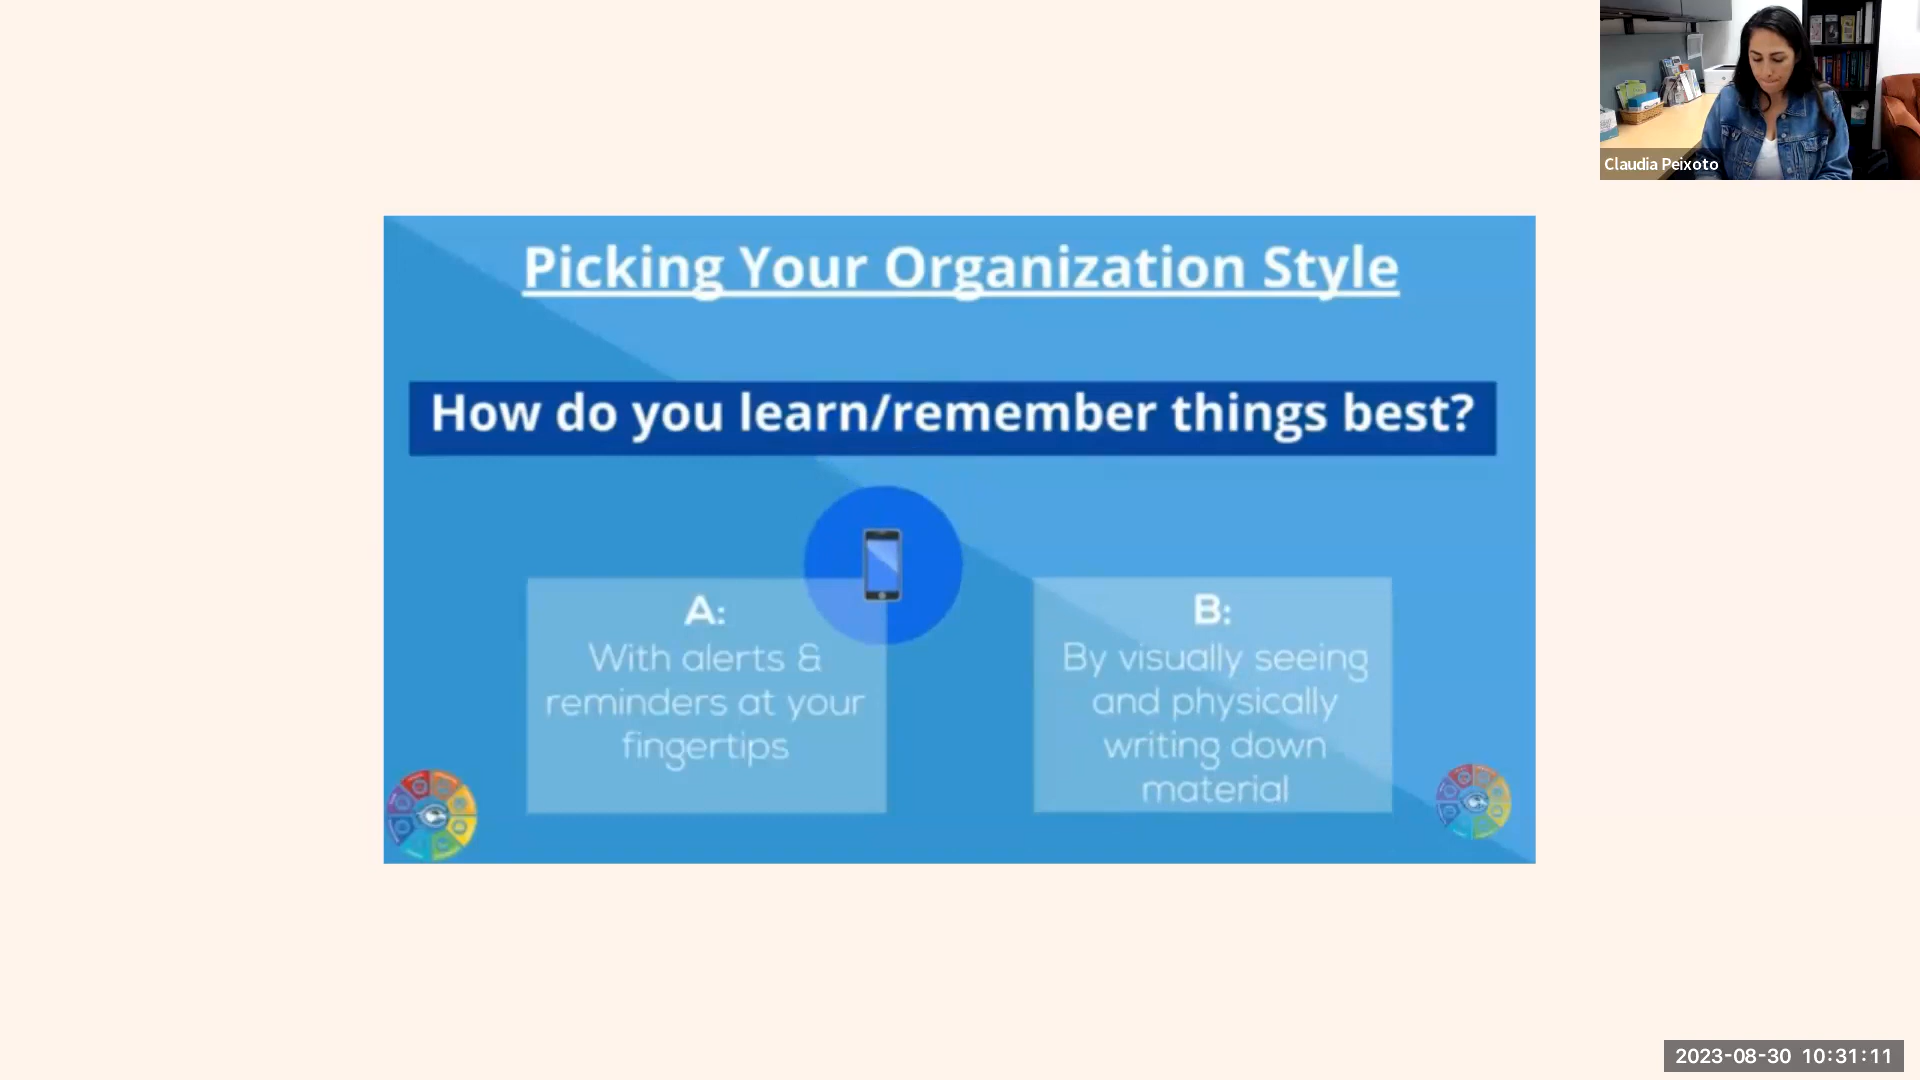 Claudia Peixoto
Picking Your Organization Style
How do you learn/remember things best?
A:
With alerts &
reminders at your
fingertips
B:
By visually seeing
and physically
writing down
material
2023-08-30 10:31:11